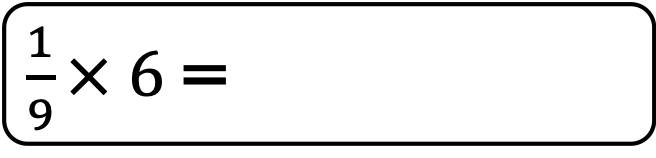 1/9 × 6 =